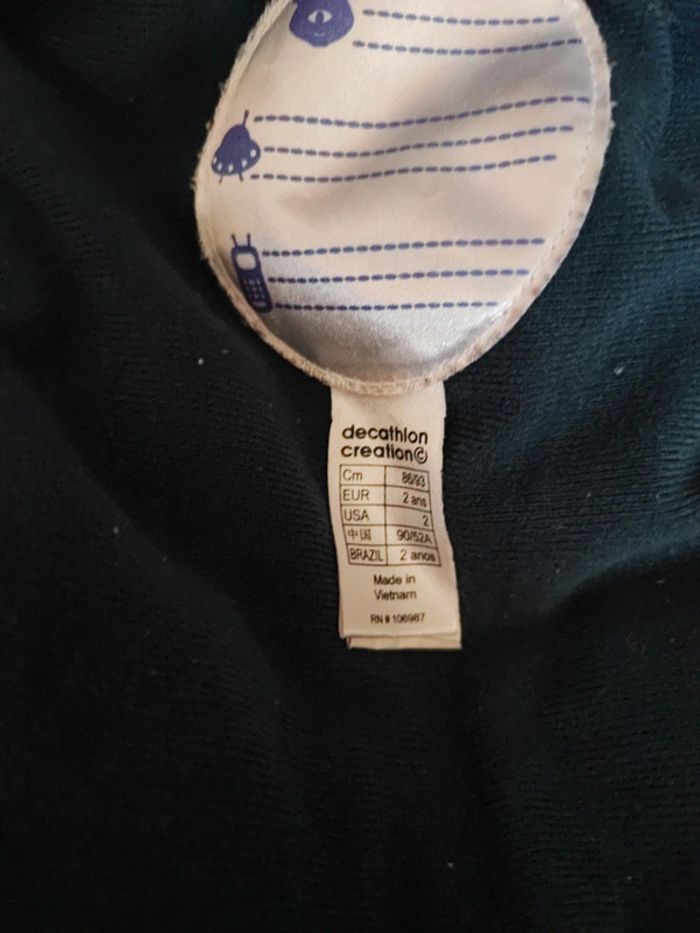 decathlon
creation©
Cm 86/93
EUR 2 ans
USA 2
中国 90/52A
BRAZIL 2 anos
Made in
Vietnam
RN # 106987